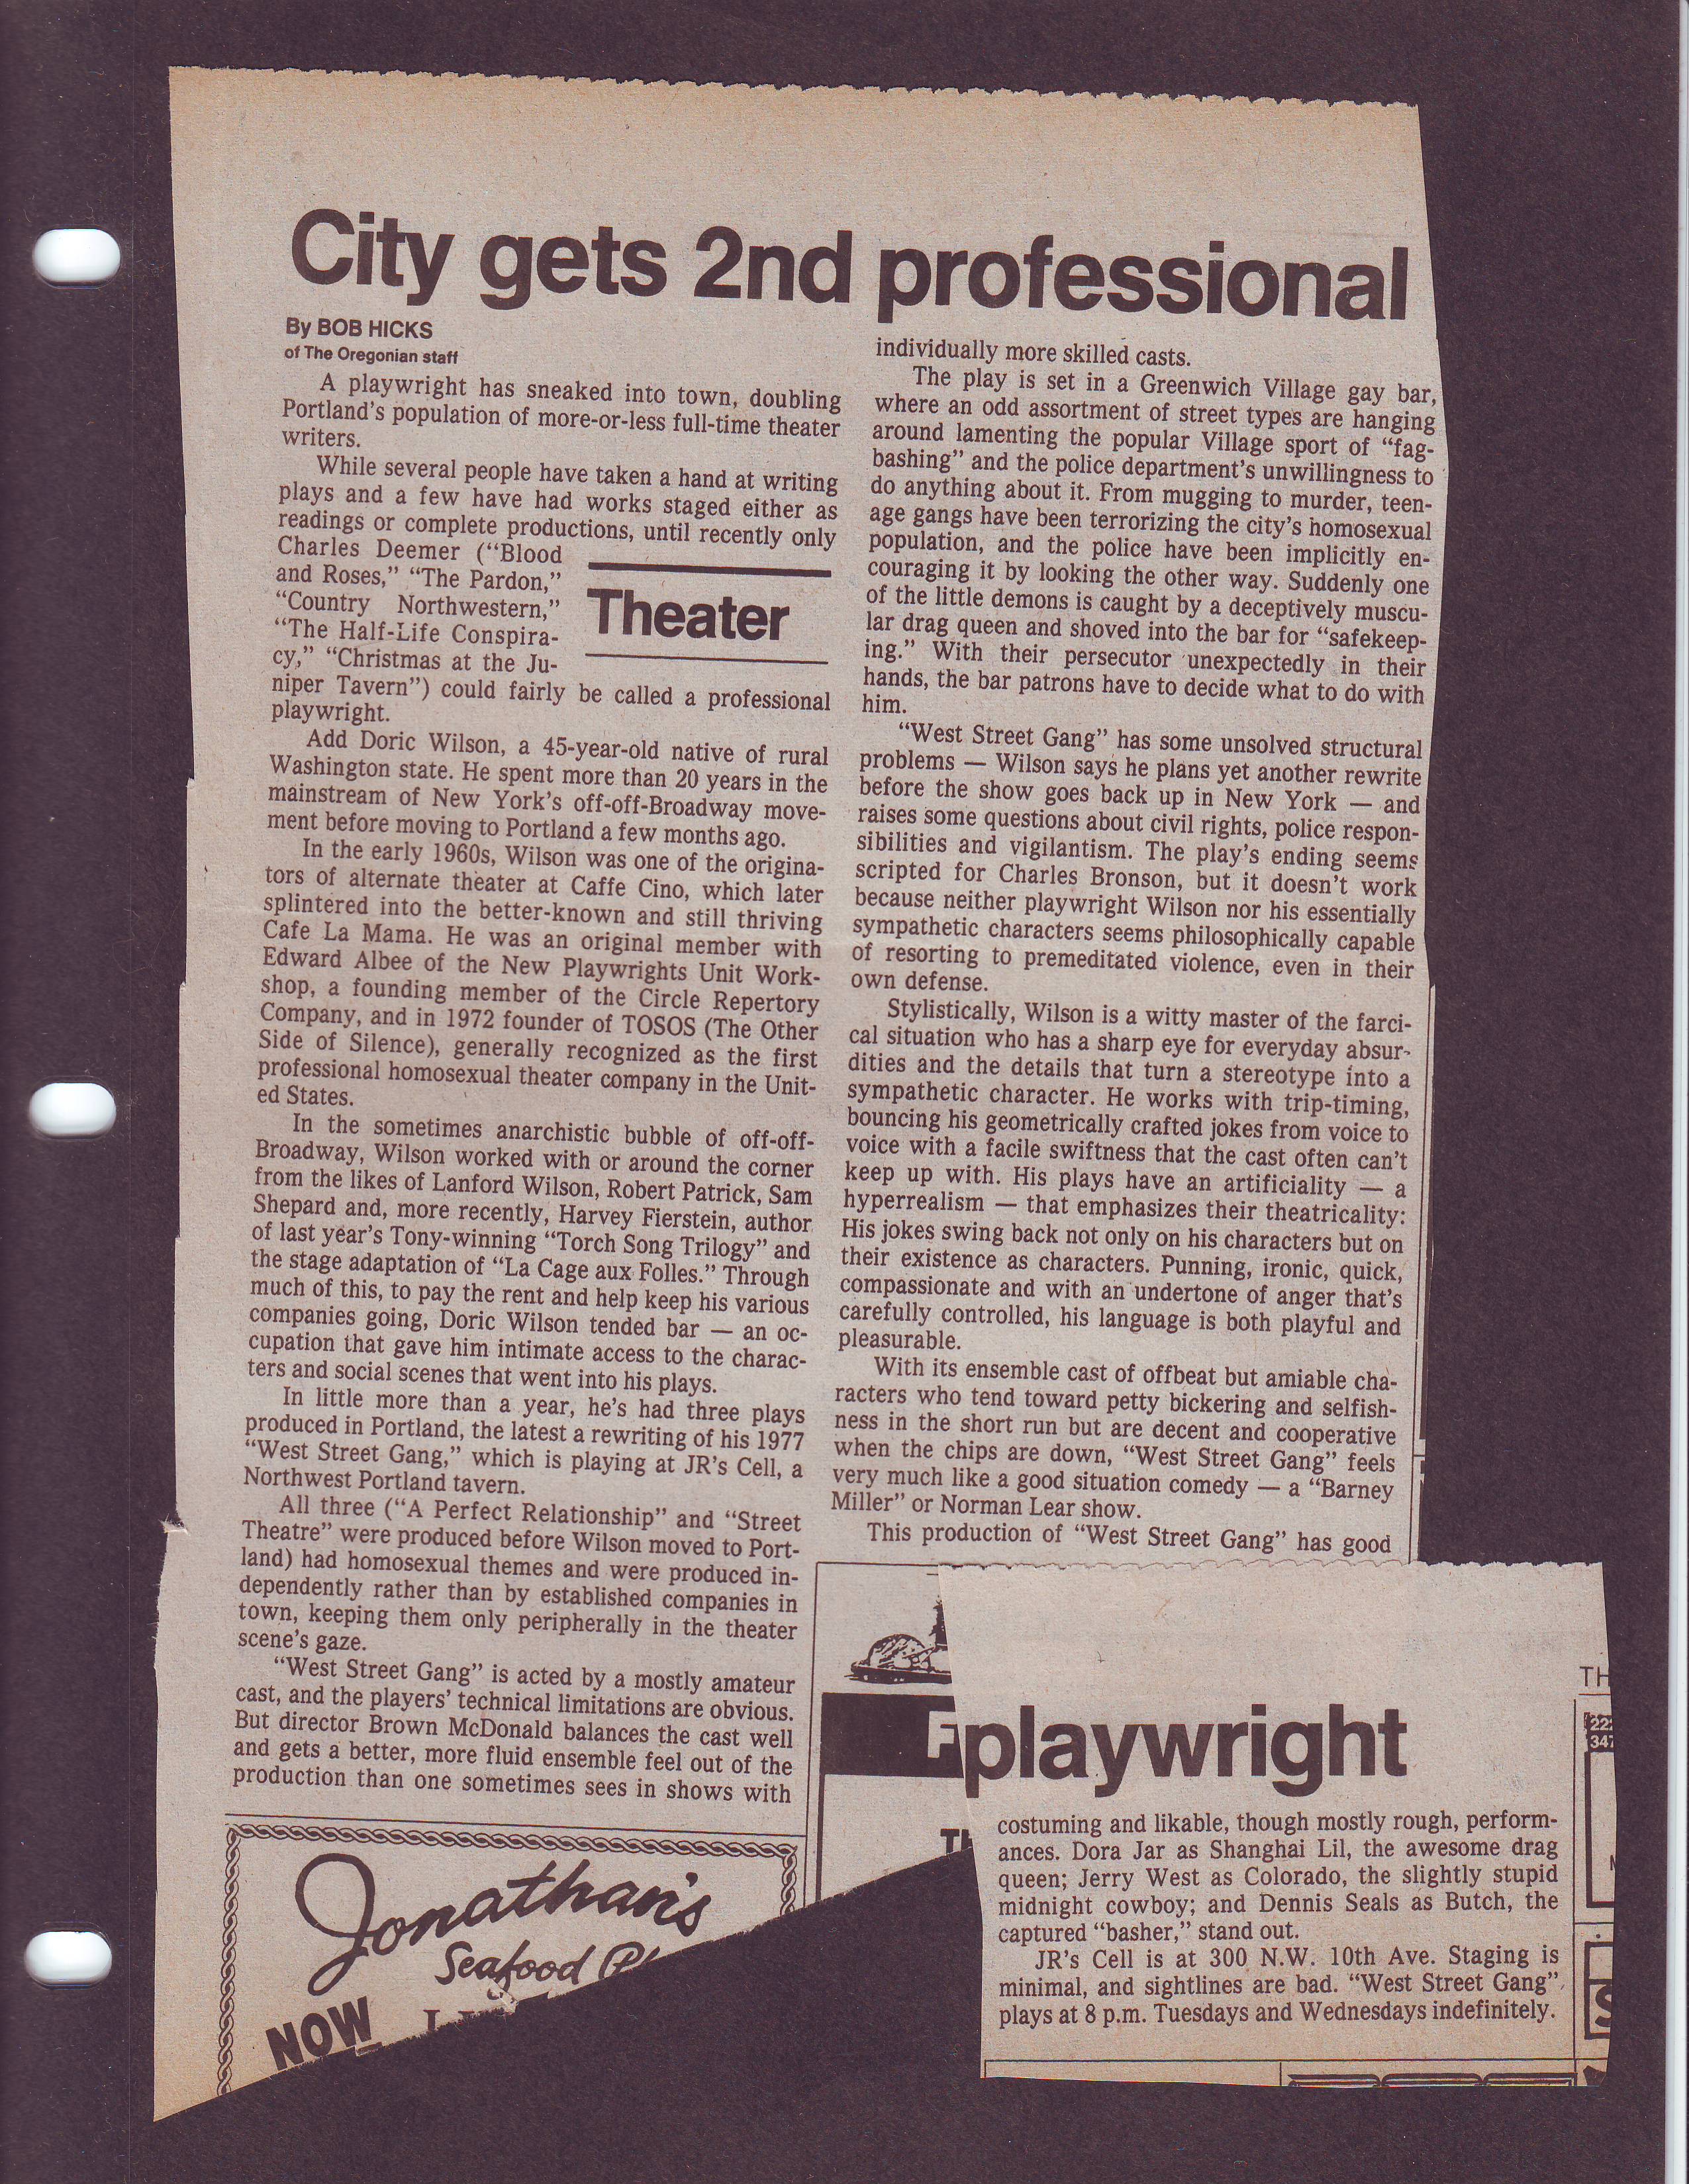 City gets 2nd professional
By BOB HICKS
of The Oregonian staff
A playwright has sneaked into town, doubling
Portland's population of more-or-less full-time theater
writers.
While several people have taken a hand at writing
plays and a few have had works staged either as
readings or complete productions, until recently only
Charles Deemer (“Blood
and Roses,” “The Pardon,”
“Country Northwestern,”
“The Half-Life Conspira-
cy,” “Christmas at the Ju-
niper Tavern”) could fairly be called a professional
playwright.
Theater
Add Doric Wilson, a 45-year-old native of rural
Washington state. He spent more than 20 years in the
mainstream of New York's off-off-Broadway move-
ment before moving to Portland a few months ago.
In the early 1960s, Wilson was one of the origina-
tors of alternate theater at Caffe Cino, which later
splintered into the better-known and still thriving
Cafe La Mama. He was an original member with
Edward Albee of the New Playwrights Unit Work-
shop, a founding member of the Circle Repertory
Company, and in 1972 founder of TOSOS (The Other
Side of Silence), generally recognized as the first
professional homosexual theater company in the Unit-
ed States.
In the sometimes anarchistic bubble of off-off-
Broadway, Wilson worked with or around the corner
from the likes of Lanford Wilson, Robert Patrick, Sam
Shepard and, more recently, Harvey Fierstein, author
of last year's Tony-winning “Torch Song Trilogy” and
the stage adaptation of “La Cage aux Folles.” Through
much of this, to pay the rent and help keep his various
companies going, Doric Wilson tended bar — an oc-
cupation that gave him intimate access to the charac-
ters and social scenes that went into his plays.
In little more than a year, he's had three plays
produced in Portland, the latest a rewriting of his 1977
“West Street Gang,” which is playing at JR's Cell, a
Northwest Portland tavern.
All three (“A Perfect Relationship” and “Street
Theatre” were produced before Wilson moved to Port-
land) had homosexual themes and were produced in-
dependently rather than by established companies in
town, keeping them only peripherally in the theater
scene's gaze.
“West Street Gang” is acted by a mostly amateur
cast, and the players' technical limitations are obvious.
But director Brown McDonald balances the cast well
and gets a better, more fluid ensemble feel out of the
production than one sometimes sees in shows with
individually more skilled casts.
The play is set in a Greenwich Village gay bar,
where an odd assortment of street types are hanging
around lamenting the popular Village sport of “fag-
bashing” and the police department's unwillingness to
do anything about it. From mugging to murder, teen-
age gangs have been terrorizing the city's homosexual
population, and the police have been implicitly en-
couraging it by looking the other way. Suddenly one
of the little demons is caught by a deceptively muscu-
lar drag queen and shoved into the bar for “safekeep-
ing.” With their persecutor unexpectedly in their
hands, the bar patrons have to decide what to do with
him.
“West Street Gang” has some unsolved structural
problems — Wilson says he plans yet another rewrite
before the show goes back up in New York — and
raises some questions about civil rights, police respon-
sibilities and vigilantism. The play's ending seems
scripted for Charles Bronson, but it doesn't work
because neither playwright Wilson nor his essentially
sympathetic characters seems philosophically capable
of resorting to premeditated violence, even in their
own defense.
Stylistically, Wilson is a witty master of the farci-
cal situation who has a sharp eye for everyday absur-
dities and the details that turn a stereotype into a
sympathetic character. He works with trip-timing,
bouncing his geometrically crafted jokes from voice to
voice with a facile swiftness that the cast often can't
keep up with. His plays have an artificiality — a
hyperrealism — that emphasizes their theatricality:
His jokes swing back not only on his characters but on
their existence as characters. Punning, ironic, quick,
compassionate and with an undertone of anger that's
carefully controlled, his language is both playful and
pleasurable.
With its ensemble cast of offbeat but amiable cha-
racters who tend toward petty bickering and selfish-
ness in the short run but are decent and cooperative
when the chips are down, “West Street Gang” feels
very much like a good situation comedy — a “Barney
Miller” or Norman Lear show.
This production of “West Street Gang” has good
playwright
costuming and likable, though mostly rough, perform-
ances. Dora Jar as Shanghai Lil, the awesome drag
queen; Jerry West as Colorado, the slightly stupid
midnight cowboy; and Dennis Seals as Butch, the
captured “basher,” stand out.
JR's Cell is at 300 N.W. 10th Ave. Staging is
minimal, and sightlines are bad. “West Street Gang”
plays at 8 p.m. Tuesdays and Wednesdays indefinitely.
Jonathan's
Seafood
NOW
TH
222
347